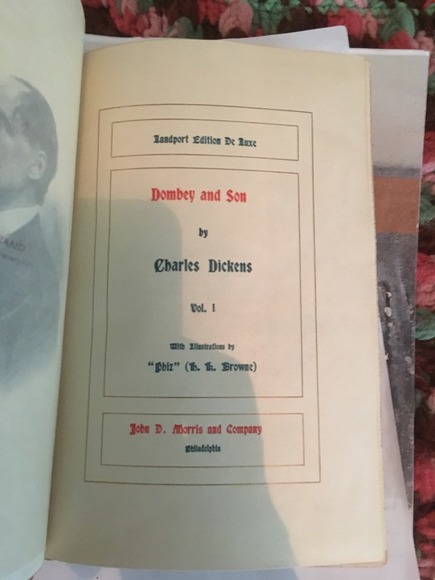 Landport Edition De Luxe
Dombey and Son
by
Charles Dickens
Vol. I
With Illustrations by
"Phiz" (H. K. Browne)
John D. Morris and Company
Philadelphia